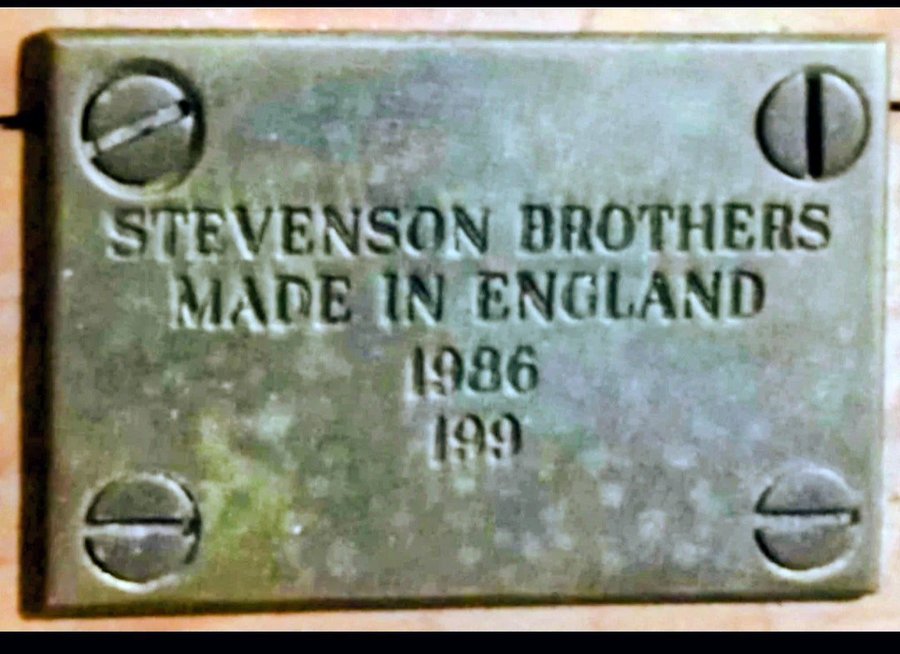 STEVENSON BROTHERS
MADE IN ENGLAND
1986
199